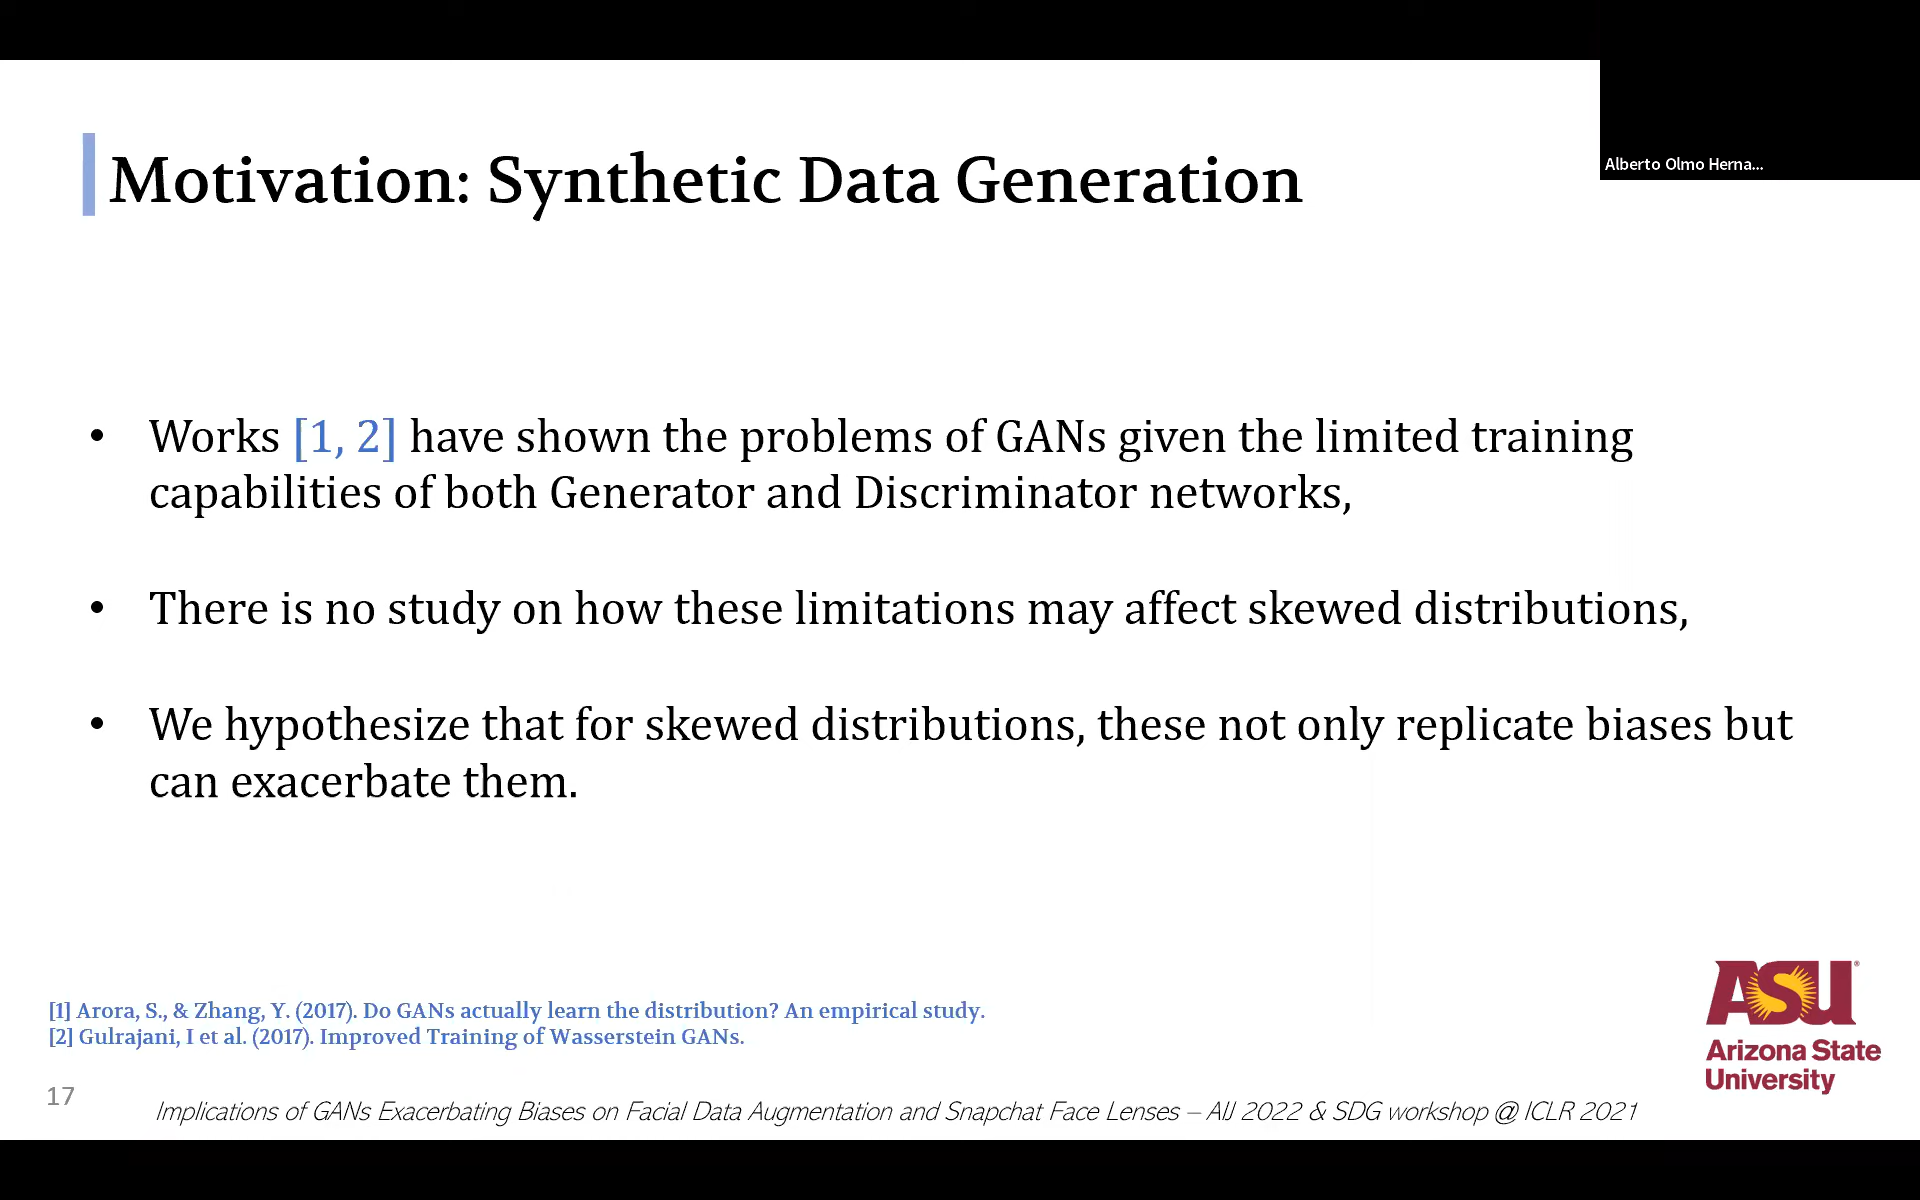 Alberto Olmo Herna...
Motivation: Synthetic Data Generation
• Works [1, 2] have shown the problems of GANs given the limited training
capabilities of both Generator and Discriminator networks,
• There is no study on how these limitations may affect skewed distributions,
• We hypothesize that for skewed distributions, these not only replicate biases but
can exacerbate them.
[1] Arora, S., & Zhang, Y. (2017). Do GANs actually learn the distribution? An empirical study.
[2] Gulrajani, I et al. (2017). Improved Training of Wasserstein GANs.
ASU®
Arizona State
University
17
Implications of GANs Exacerbating Biases on Facial Data Augmentation and Snapchat Face Lenses – AIJ 2022 & SDG workshop @ ICLR 2021